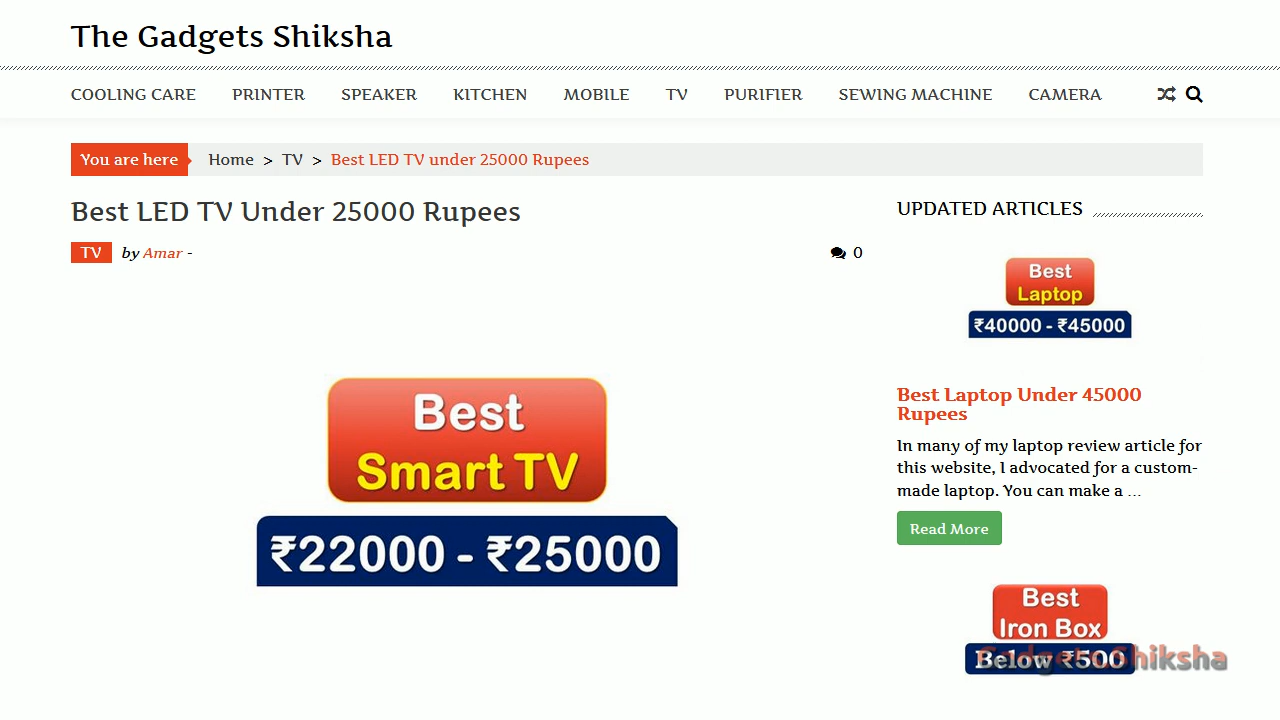 The Gadgets Shiksha
COOLING CARE PRINTER SPEAKER KITCHEN MOBILE TV PURIFIER SEWING MACHINE CAMERA
You are here Home > TV > Best LED TV under 25000 Rupees
Best LED TV Under 25000 Rupees
TV by Amar -
0
Best
Smart TV
₹22000 - ₹25000
UPDATED ARTICLES
Best
Laptop
₹40000 - ₹45000
Best Laptop Under 45000
Rupees
In many of my laptop review article for
this website, I advocated for a custom-
made laptop. You can make a ...
Read More
Best
Iron Box
Below ₹500
GadgetsShiksha